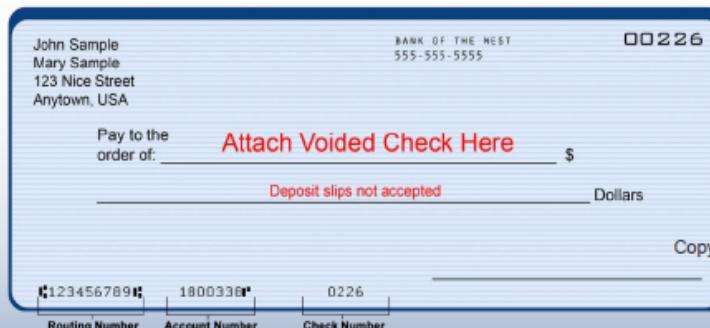 John Sample
Mary Sample
123 Nice Street
Anytown, USA
BANK OF THE WEST
555-555-5555
00226
Pay to the
order of:
Attach Voided Check Here
$
Deposit slips not accepted
Dollars
Copy
⑆123456789⑆ 1800338⑈ 0226
Routing Number Account Number Check Number